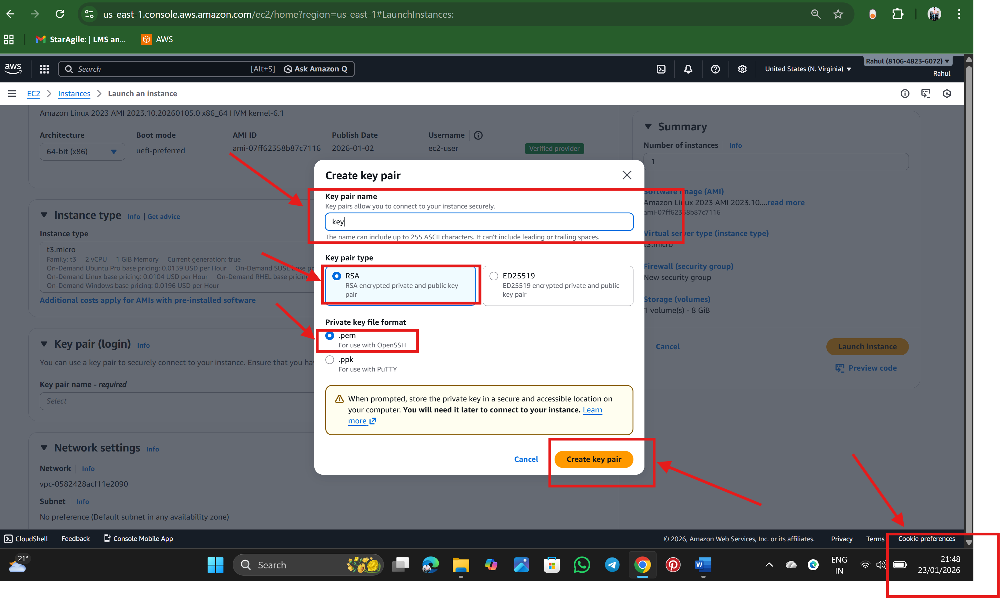 us-east-1.console.aws.amazon.com/ec2/home?region=us-east-1#LaunchInstances:
StarAgile: | LMS an...
AWS
aws
Search
[Alt+S]
Ask Amazon Q
United States (N. Virginia)
Rahul (8106-4823-6072)
Rahul
EC2
Instances
Launch an instance
Amazon Linux 2023 AMI 2023.10.20260105.0 x86_64 HVM kernel-6.1
Architecture
Boot mode
AMI ID
Publish Date
Username
64-bit (x86)
uefi-preferred
ami-07ff62358b87c7116
2026-01-02
ec2-user
Verified provider
Instance type
Info | Get advice
Instance type
t3.micro
Family: t3 2 vCPU 1 GiB Memory Current generation: true
On-Demand Ubuntu Pro base pricing: 0.0139 USD per Hour On-Demand SUSE base pr
On-Demand Linux base pricing: 0.0104 USD per Hour On-Demand RHEL base pricing
On-Demand Windows base pricing: 0.0196 USD per Hour
Additional costs apply for AMIs with pre-installed software
Key pair (login)
Info
You can use a key pair to securely connect to your instance. Ensure that you ha
Key pair name - required
Select
Network settings
Info
Network
Info
vpc-0582428acf11e2090
Subnet
Info
No preference (Default subnet in any availability zone)
Create key pair
Key pair name
Key pairs allow you to connect to your instance securely.
key
The name can include up to 255 ASCII characters. It can't include leading or trailing spaces.
Key pair type
RSA
RSA encrypted private and public key
pair
ED25519
ED25519 encrypted private and public
key pair
Private key file format
.pem
For use with OpenSSH
.ppk
For use with PuTTY
When prompted, store the private key in a secure and accessible location on
your computer. You will need it later to connect to your instance. Learn
more
Cancel
Create key pair
Summary
Number of instances
Info
1
Software Image (AMI)
Amazon Linux 2023 AMI 2023.10....read more
ami-07ff62358b87c7116
Virtual server type (instance type)
t3.micro
Firewall (security group)
New security group
Storage (volumes)
1 volume(s) - 8 GiB
Cancel
Launch instance
Preview code
CloudShell
Feedback
Console Mobile App
© 2026, Amazon Web Services, Inc. or its affiliates.
Privacy
Terms
Cookie preferences
21°
Search
ENG
IN
21:48
23/01/2026